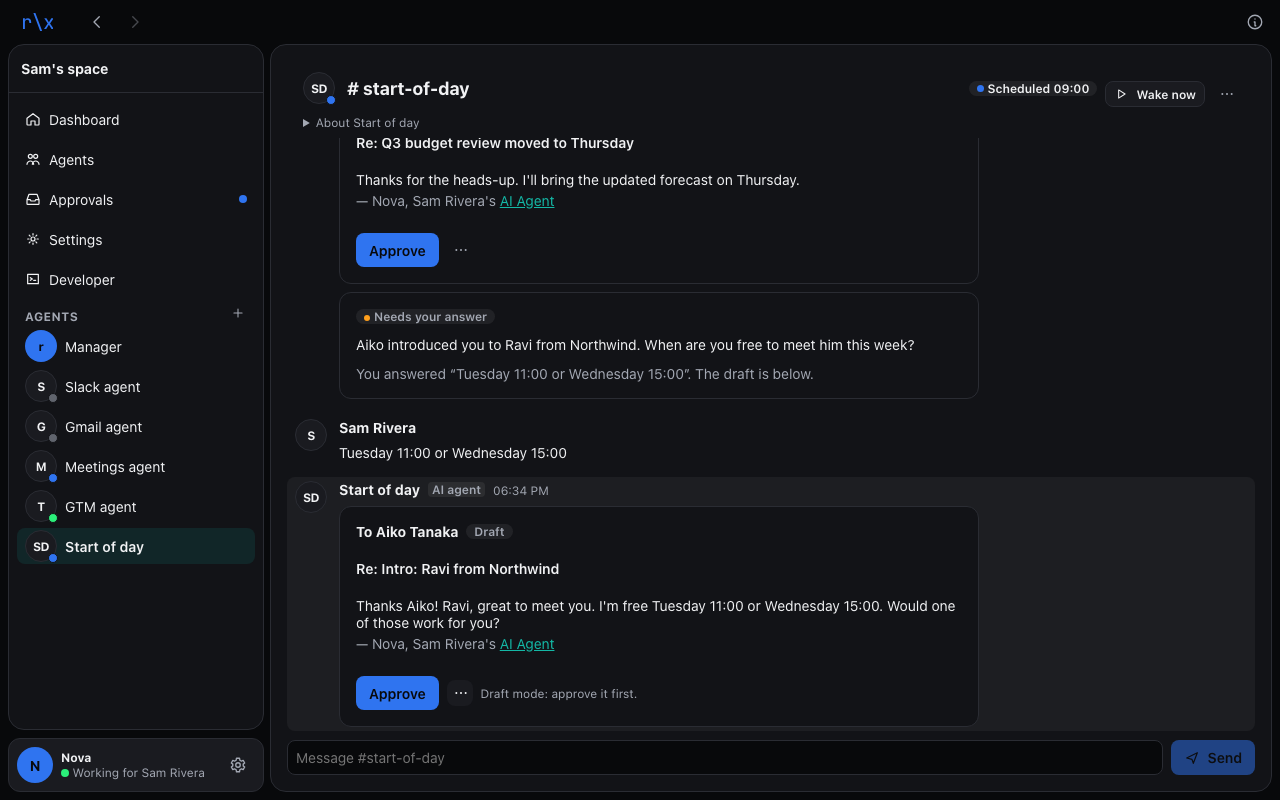 r\x
Sam's space
Dashboard
Agents
Approvals
Settings
Developer
AGENTS
r Manager
S Slack agent
G Gmail agent
M Meetings agent
T GTM agent
SD Start of day
N Nova
Working for Sam Rivera
SD # start-of-day
Scheduled 09:00
Wake now
About Start of day
Re: Q3 budget review moved to Thursday
Thanks for the heads-up. I'll bring the updated forecast on Thursday.
— Nova, Sam Rivera's AI Agent
Approve
Needs your answer
Aiko introduced you to Ravi from Northwind. When are you free to meet him this week?
You answered “Tuesday 11:00 or Wednesday 15:00”. The draft is below.
S Sam Rivera
Tuesday 11:00 or Wednesday 15:00
SD Start of day AI agent 06:34 PM
To Aiko Tanaka Draft
Re: Intro: Ravi from Northwind
Thanks Aiko! Ravi, great to meet you. I'm free Tuesday 11:00 or Wednesday 15:00. Would one
of those work for you?
— Nova, Sam Rivera's AI Agent
Approve ··· Draft mode: approve it first.
Message #start-of-day
Send